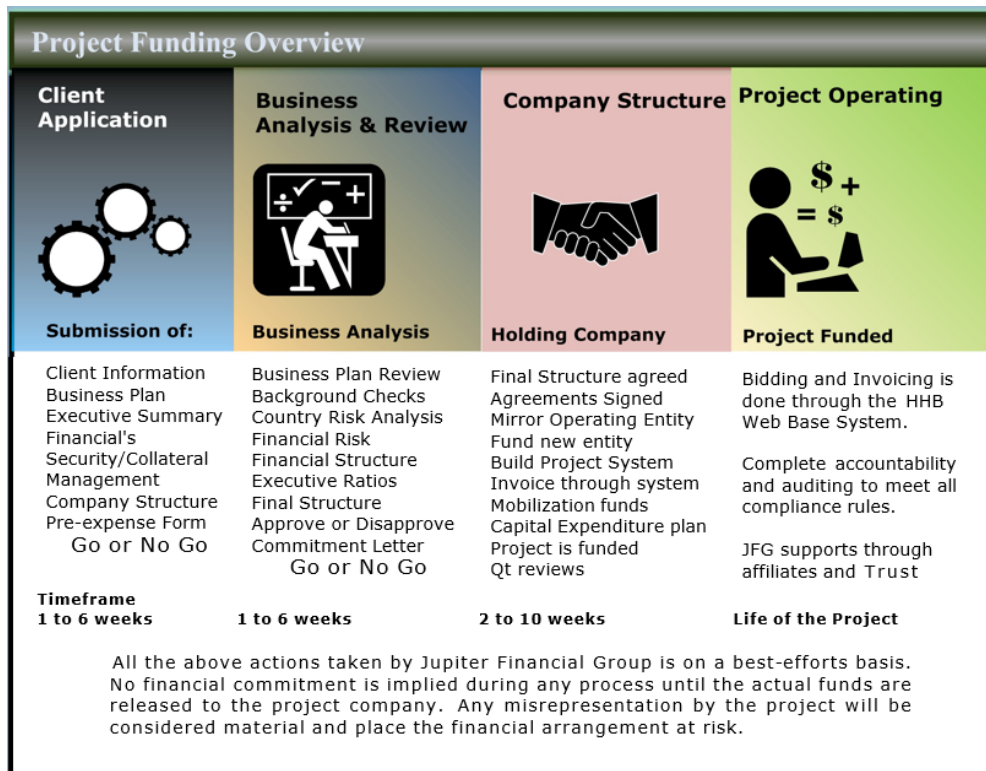 Project Funding Overview
Client
Application
Submission of:
Client Information
Business Plan
Executive Summary
Financial's
Security/Collateral
Management
Company Structure
Pre-expense Form
Go or No Go
Timeframe
1 to 6 weeks
Business
Analysis & Review
÷ ✓ − +
Business Analysis
Business Plan Review
Background Checks
Country Risk Analysis
Financial Risk
Financial Structure
Executive Ratios
Final Structure
Approve or Disapprove
Commitment Letter
Go or No Go
1 to 6 weeks
Company Structure
Holding Company
Final Structure agreed
Agreements Signed
Mirror Operating Entity
Fund new entity
Build Project System
Invoice through system
Mobilization funds
Capital Expenditure plan
Project is funded
Qt reviews
2 to 10 weeks
Project Operating
$ +
= $
Project Funded
Bidding and Invoicing is
done through the HHB
Web Base System.
Complete accountability
and auditing to meet all
compliance rules.
JFG supports through
affiliates and Trust
Life of the Project
All the above actions taken by Jupiter Financial Group is on a best-efforts basis.
No financial commitment is implied during any process until the actual funds are
released to the project company. Any misrepresentation by the project will be
considered material and place the financial arrangement at risk.